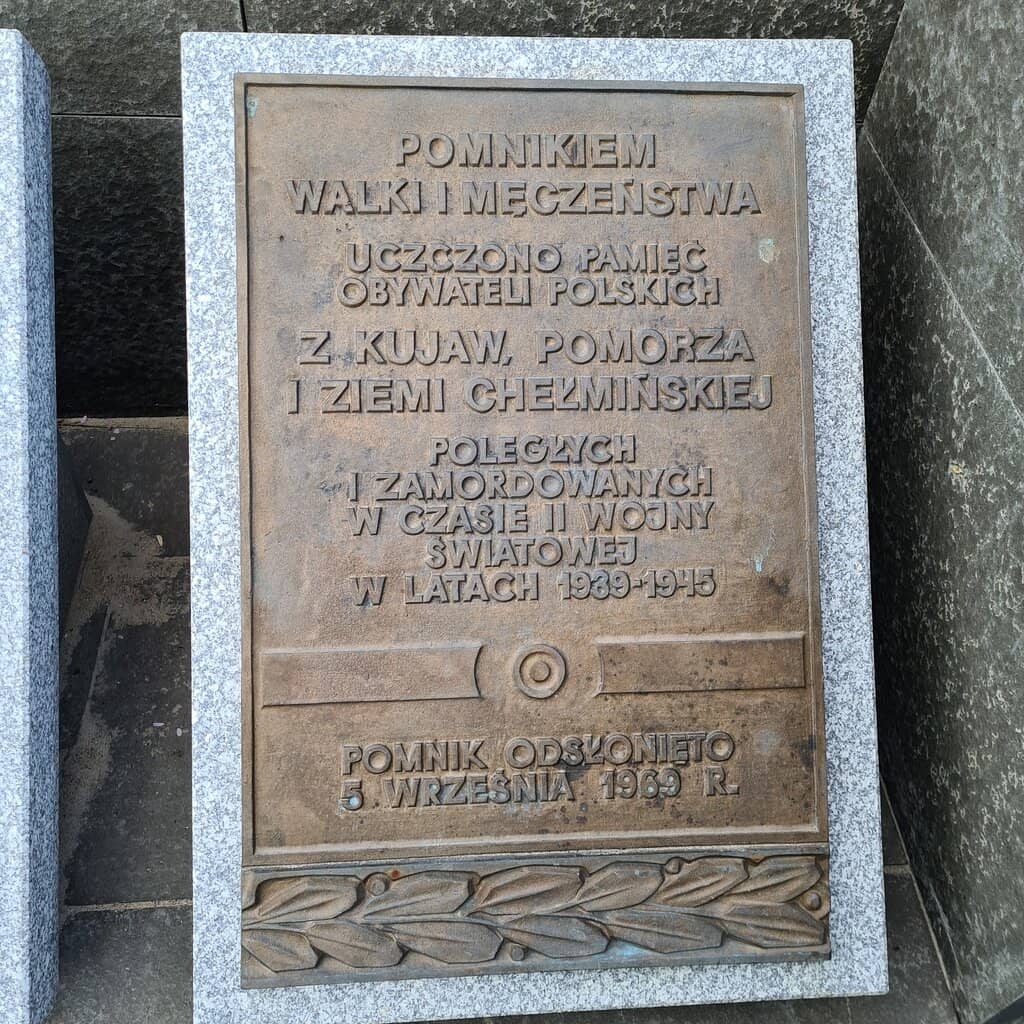 POMNIKIEM
WALKI I MĘCZEŃSTWA
UCZCZONO PAMIĘĆ
OBYWATELI POLSKICH
Z KUJAW, POMORZA
I ZIEMI CHEŁMIŃSKIEJ
POLEGŁYCH
I ZAMORDOWANYCH
W CZASIE II WOJNY
ŚWIATOWEJ
W LATACH 1939-1945
POMNIK ODSŁONIĘTO
5 WRZEŚNIA 1969 R.